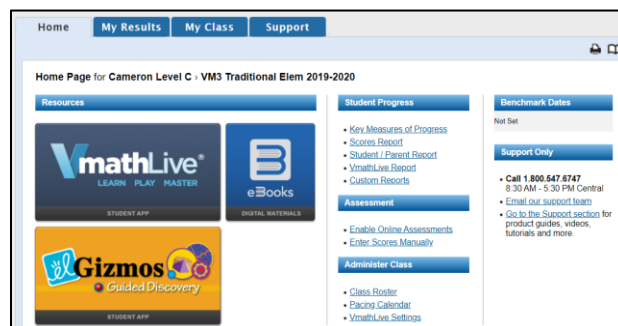 Home My Results My Class Support
Home Page for Cameron Level C › VM3 Traditional Elem 2019-2020
Resources
VmathLive®
LEARN PLAY MASTER
STUDENT APP
eBooks
DIGITAL MATERIALS
el Gizmos
Guided Discovery
STUDENT APP
Student Progress
Key Measures of Progress
Scores Report
Student / Parent Report
VmathLive Report
Custom Reports
Assessment
Enable Online Assessments
Enter Scores Manually
Administer Class
Class Roster
Pacing Calendar
VmathLive Settings
Benchmark Dates
Not Set
Support Only
Call 1.800.547.6747
8:30 AM - 5:30 PM Central
Email our support team
Go to the Support section for
product guides, videos,
tutorials and more.